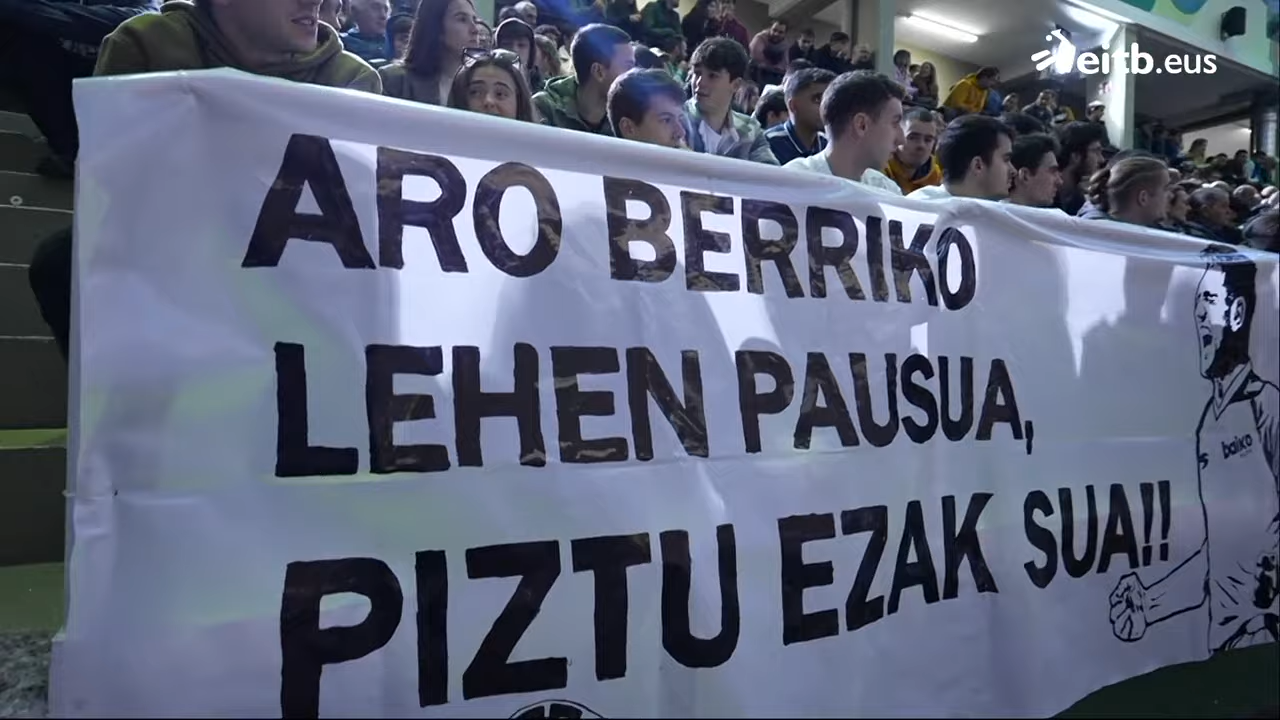 eitb.eus
ARO BERRIKO
LEHEN PAUSUA,
PIZTU EZAK SUA!!
baiko